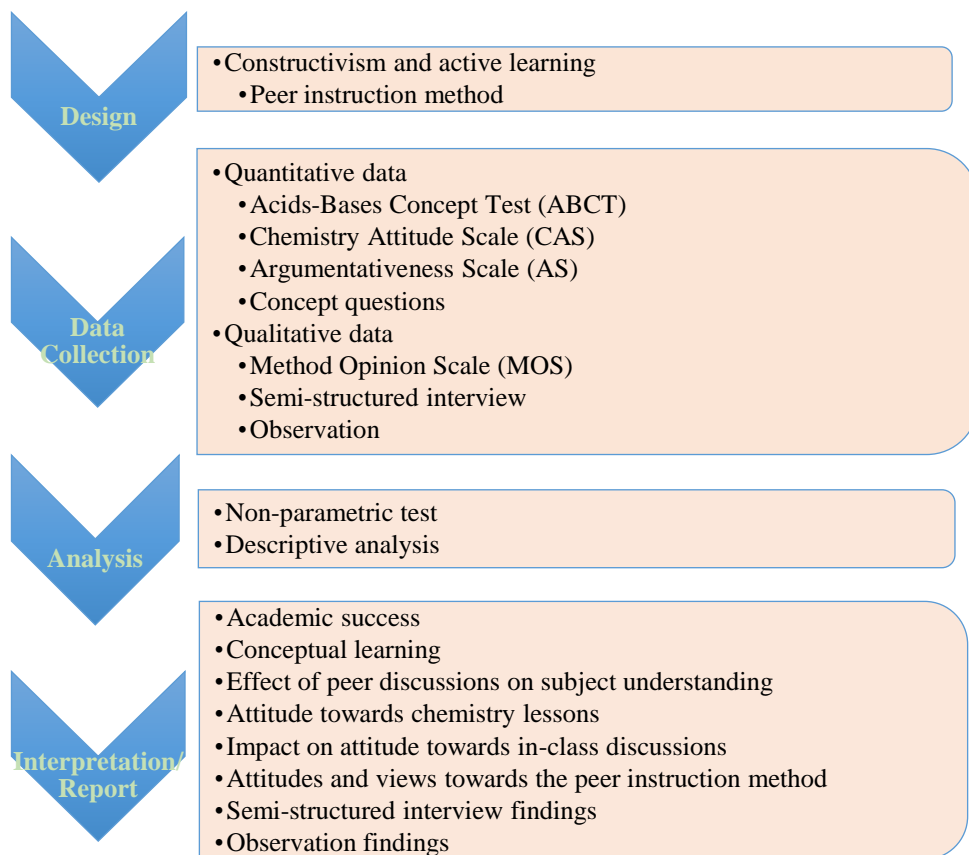 Design
•Constructivism and active learning
•Peer instruction method
Data
Collection
•Quantitative data
•Acids-Bases Concept Test (ABCT)
•Chemistry Attitude Scale (CAS)
•Argumentativeness Scale (AS)
•Concept questions
•Qualitative data
•Method Opinion Scale (MOS)
•Semi-structured interview
•Observation
Analysis
•Non-parametric test
•Descriptive analysis
Interpretation/
Report
•Academic success
•Conceptual learning
•Effect of peer discussions on subject understanding
•Attitude towards chemistry lessons
•Impact on attitude towards in-class discussions
•Attitudes and views towards the peer instruction method
•Semi-structured interview findings
•Observation findings